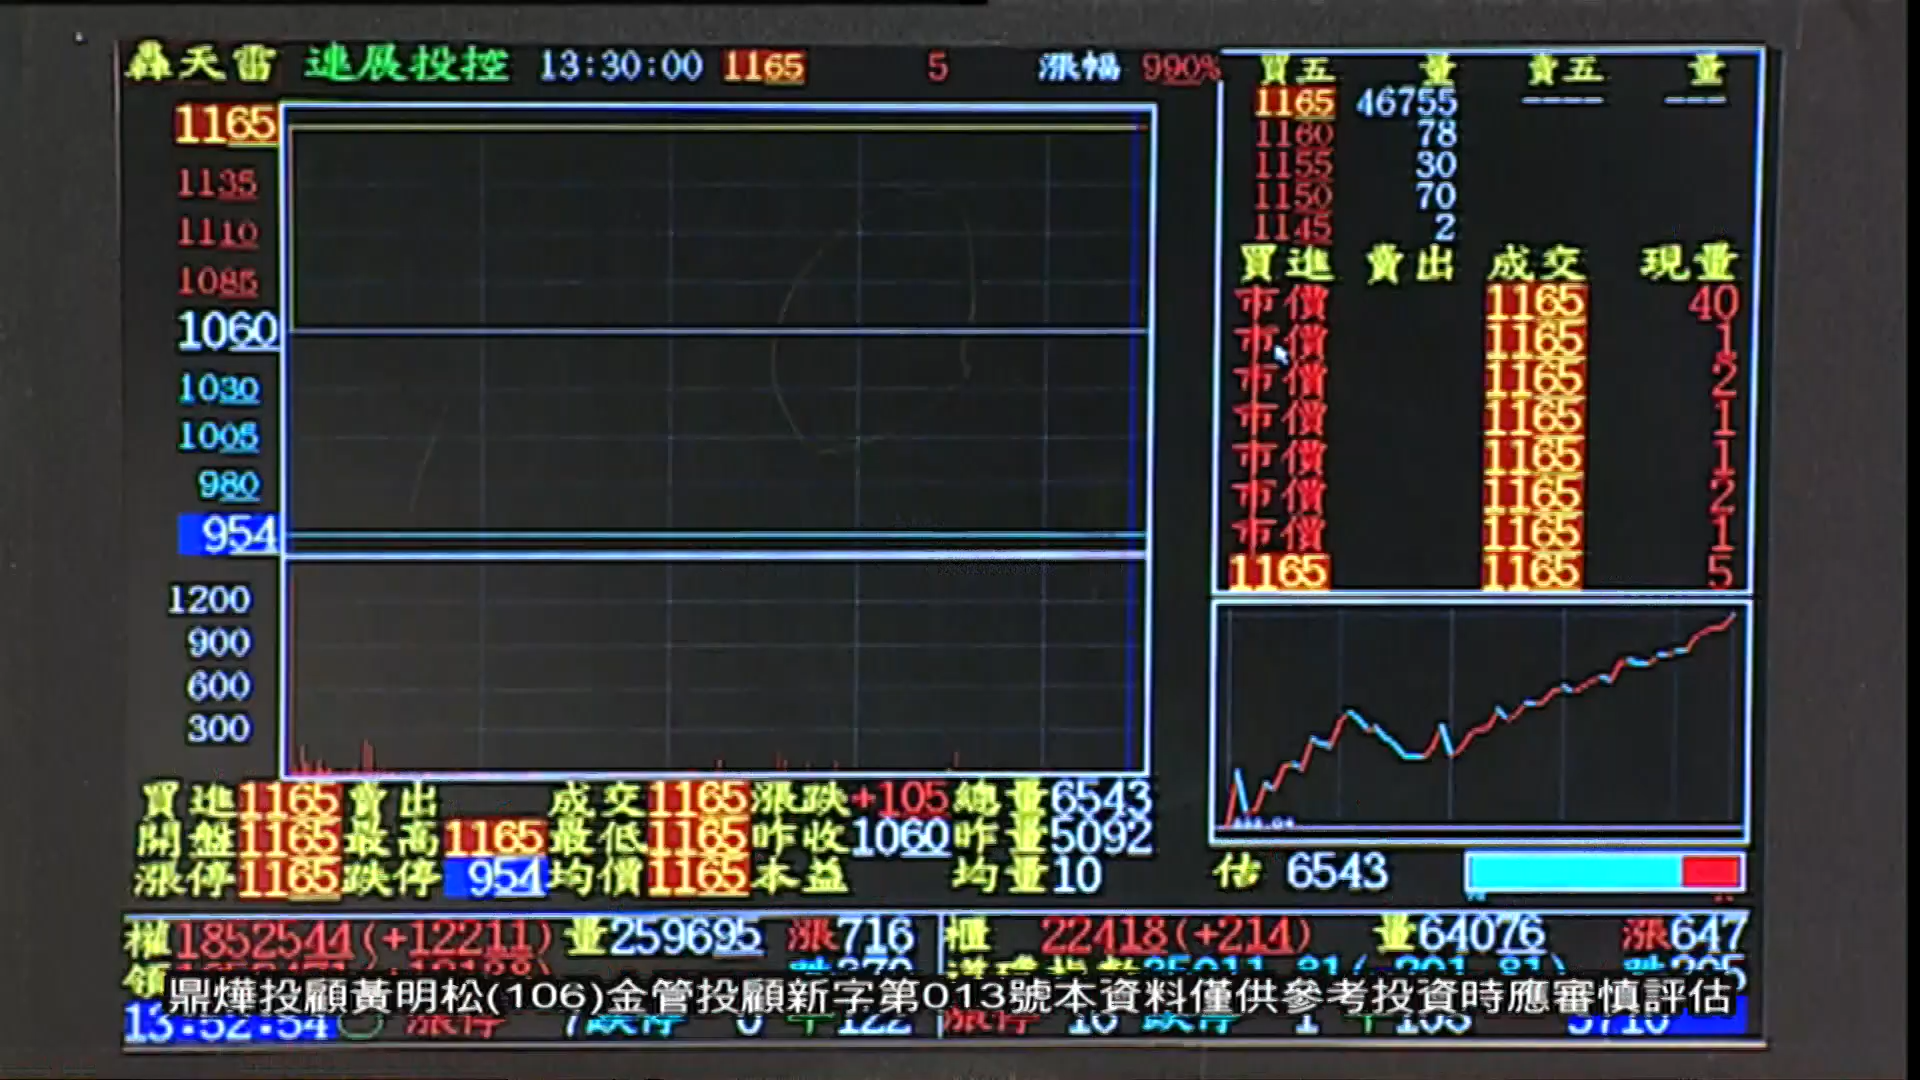 轟天雷 連展投控 13:30:00 1165 5 漲幅 990%
買五 量 賣五 量
1165 46755 ---- ---
1160 78
1155 30
1150 70
1145 2
買進 賣出 成交 現量
市價 1165 40
市價 1165 1
市價 1165 2
市價 1165 1
市價 1165 1
市價 1165 2
市價 1165 1
1165 1165 5
1165
1135
1110
1085
1060
1030
1005
980
954
1200
900
600
300
買進1165賣出 成交1165漲跌+105總量6543
開盤1165最高1165最低1165昨收1060昨量5092
漲停1165跌停954均價1165本益 均量10
估 6543
權1852544(+12211)量259695 漲716
櫃 22418(+214) 量64076 漲647
鼎燁投顧黃明松(106)金管投顧新字第013號本資料僅供參考投資時應審慎評估
13:52:54